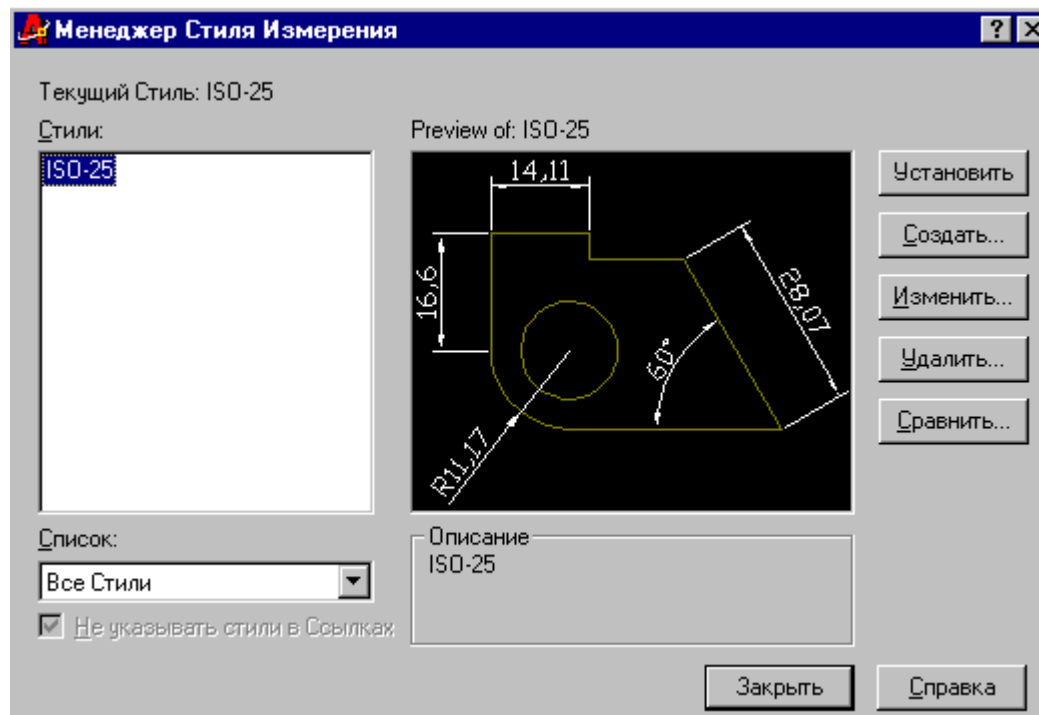 Менеджер Стиля Измерения
Текущий Стиль: ISO-25
Стили:
ISO-25
Preview of: ISO-25
14,11
16,6
28,07
60°
R11,17
Установить
Создать...
Изменить...
Удалить...
Сравнить...
Список:
Все Стили
Не указывать стили в Ссылках
Описание
ISO-25
Закрыть
Справка